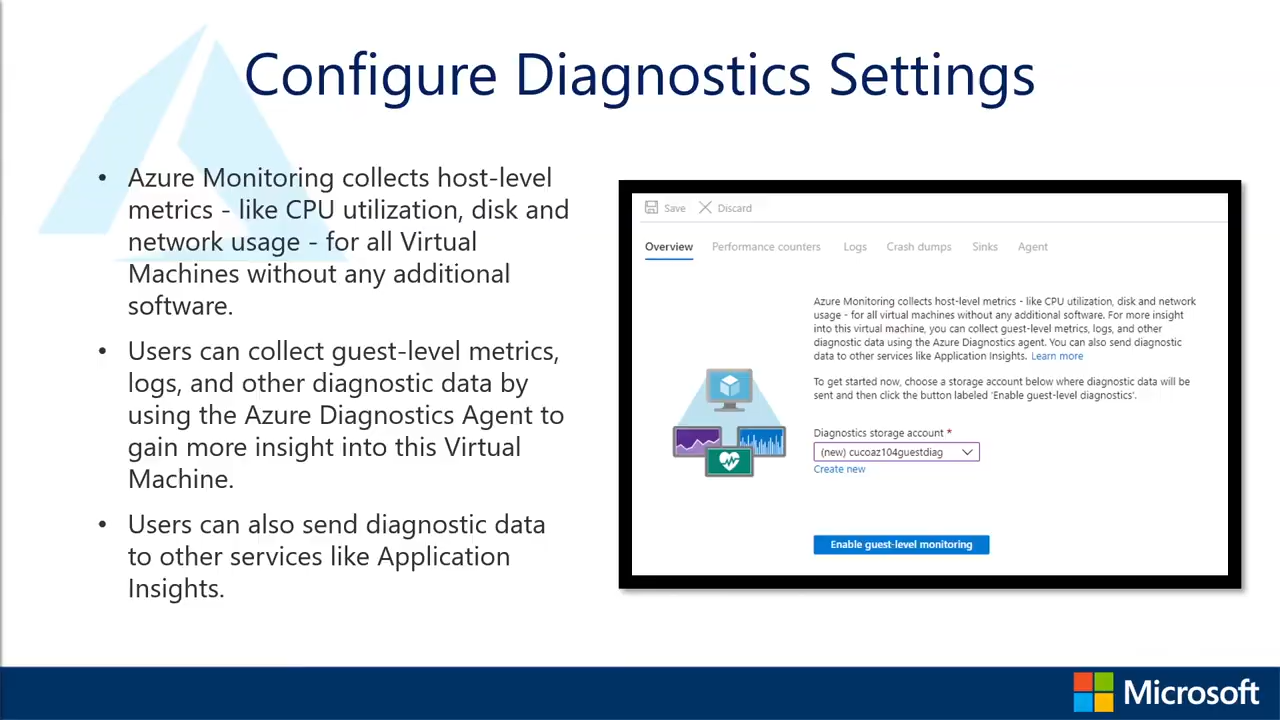 Configure Diagnostics Settings
• Azure Monitoring collects host-level
metrics - like CPU utilization, disk and
network usage - for all Virtual
Machines without any additional
software.
• Users can collect guest-level metrics,
logs, and other diagnostic data by
using the Azure Diagnostics Agent to
gain more insight into this Virtual
Machine.
• Users can also send diagnostic data
to other services like Application
Insights.
Save Discard
Overview Performance counters Logs Crash dumps Sinks Agent
Azure Monitoring collects host-level metrics - like CPU utilization, disk and network
usage - for all virtual machines without any additional software. For more insight
into this virtual machine, you can collect guest-level metrics, logs, and other
diagnostic data using the Azure Diagnostics agent. You can also send diagnostic
data to other services like Application Insights. Learn more
To get started now, choose a storage account below where diagnostic data will be
sent and then click the button labeled 'Enable guest-level diagnostics'.
Diagnostics storage account *
(new) cucoaz104guestdiag
Create new
Enable guest-level monitoring
Microsoft